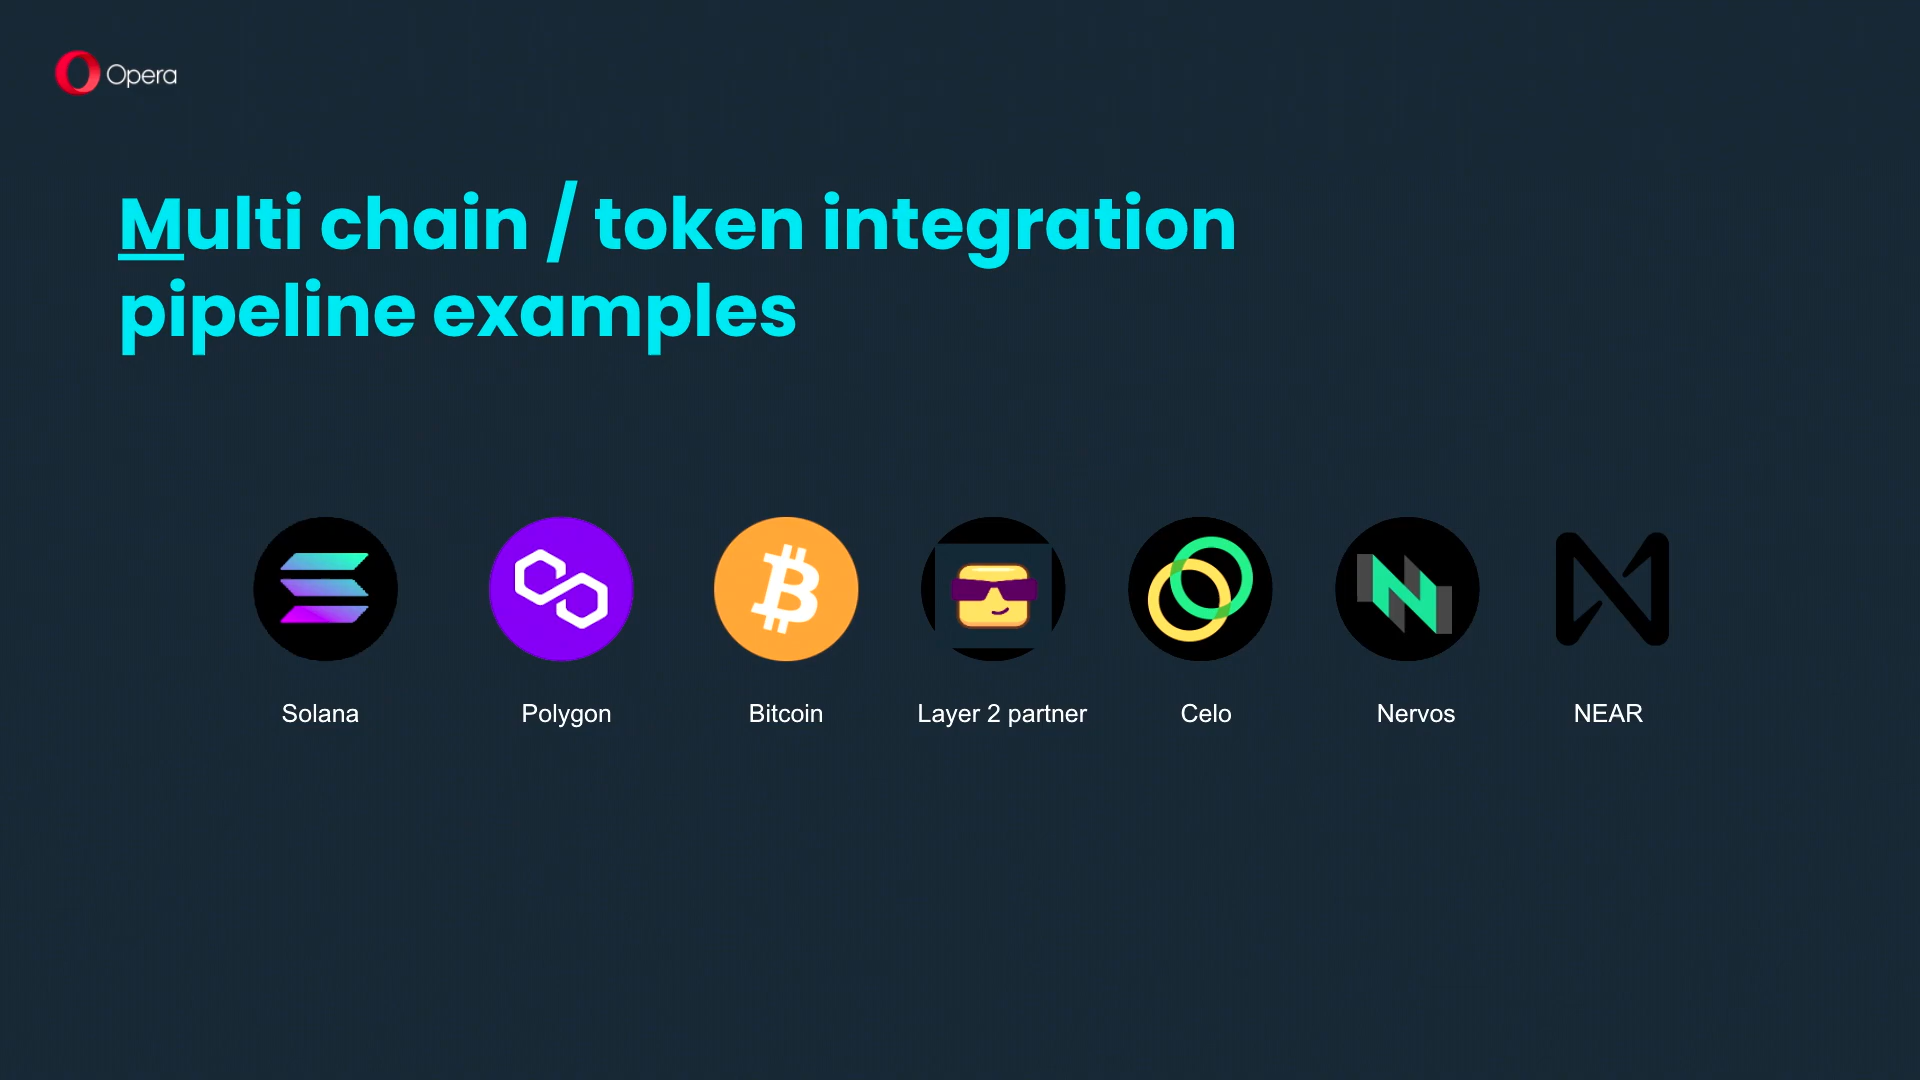 Opera
Multi chain / token integration
pipeline examples
Solana
Polygon
Bitcoin
Layer 2 partner
Celo
Nervos
NEAR